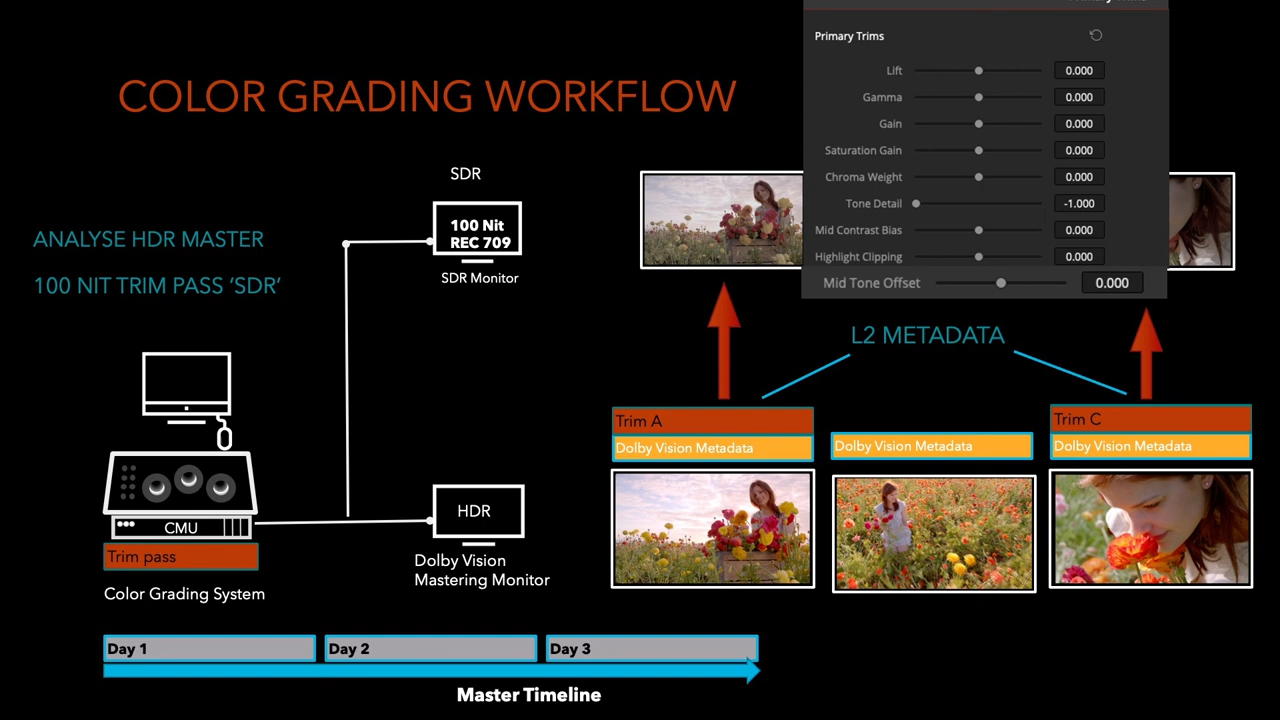 Primary Trims
Lift 0.000
Gamma 0.000
Gain 0.000
Saturation Gain 0.000
Chroma Weight 0.000
Tone Detail -1.000
Mid Contrast Bias 0.000
Highlight Clipping 0.000
Mid Tone Offset 0.000
COLOR GRADING WORKFLOW
SDR
100 Nit
REC 709
SDR Monitor
ANALYSE HDR MASTER
100 NIT TRIM PASS ‘SDR’
L2 METADATA
Trim A
Dolby Vision Metadata
Dolby Vision Metadata
Trim C
Dolby Vision Metadata
CMU
Trim pass
Color Grading System
HDR
Dolby Vision
Mastering Monitor
Day 1
Day 2
Day 3
Master Timeline